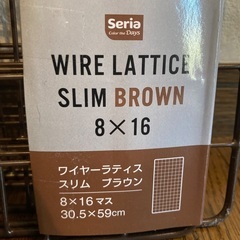 Seria
Color the Days
WIRE LATTICE
SLIM BROWN
8×16
ワイヤーラティス
スリム ブラウン
8×16マス
30.5×59cm